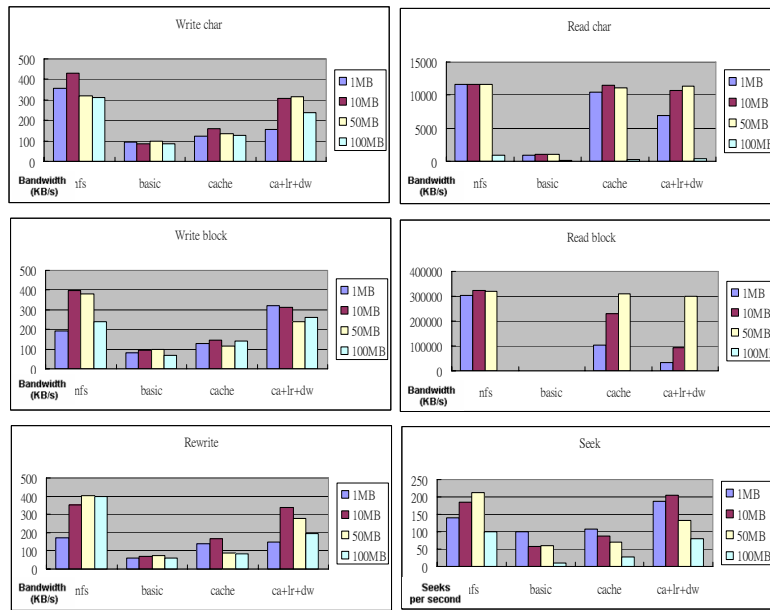 Write char
500
400
300
200
100
0
1MB
10MB
50MB
100MB
Bandwidth
(KB/s)
nfs basic cache ca+lr+dw
Read char
15000
10000
5000
0
1MB
10MB
50MB
100MB
Bandwidth
(KB/s)
nfs basic cache ca+lr+dw
Write block
500
400
300
200
100
0
1MB
10MB
50MB
100MB
Bandwidth
(KB/s)
nfs basic cache ca+lr+dw
Read block
400000
300000
200000
100000
0
1MB
10MB
50MB
100MB
Bandwidth
(KB/s)
nfs basic cache ca+lr+dw
Rewrite
500
400
300
200
100
0
1MB
10MB
50MB
100MB
Bandwidth
(KB/s)
nfs basic cache ca+lr+dw
Seek
250
200
150
100
50
0
1MB
10MB
50MB
100MB
Seeks
per second
nfs basic cache ca+lr+dw